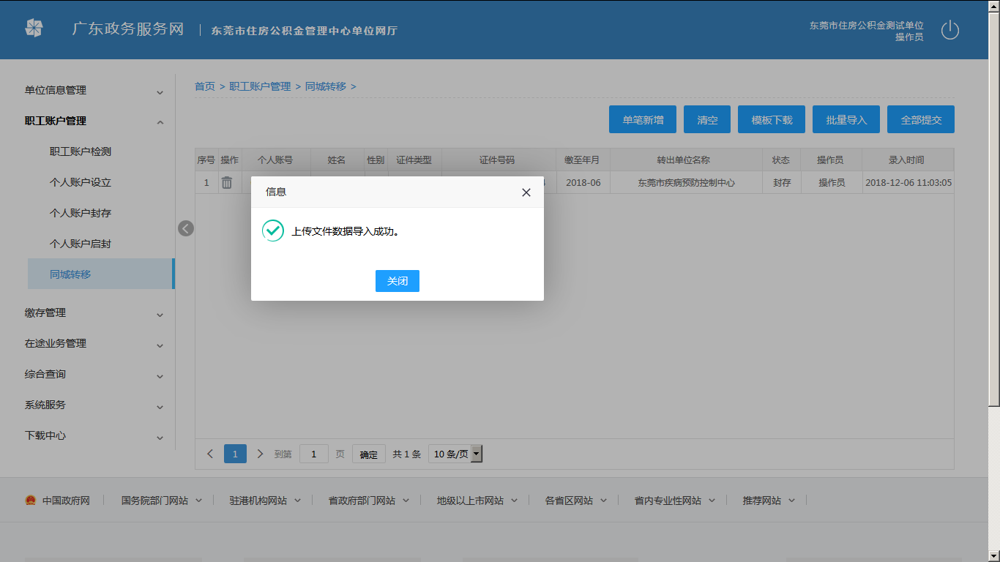 广东政务服务网 东莞市住房公积金管理中心单位网厅
东莞市住房公积金测试单位
操作员
单位信息管理
职工账户管理
职工账户检测
个人账户设立
个人账户封存
个人账户启封
同城转移
缴存管理
在途业务管理
综合查询
系统服务
下载中心
首页 > 职工账户管理 > 同城转移 >
单笔新增 清空 模板下载 批量导入 全部提交
序号 操作 个人账号 姓名 性别 证件类型 证件号码 缴至年月 转出单位名称 状态 操作员 录入时间
1 2018-06 东莞市疾病预防控制中心 封存 操作员 2018-12-06 11:03:05
信息
上传文件数据导入成功。
关闭
1 到第 1 页 确定 共 1 条 10 条/页
中国政府网 国务院部门网站 驻港机构网站 省政府部门网站 地级以上市网站 各省区网站 省内专业性网站 推荐网站